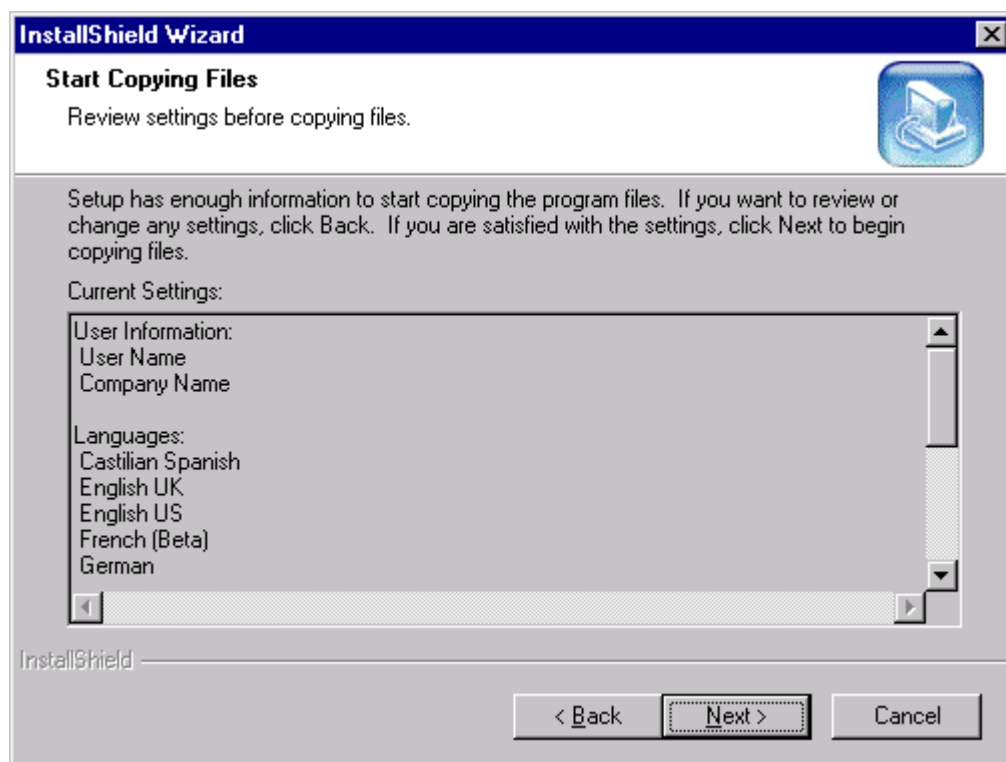 InstallShield Wizard
Start Copying Files
Review settings before copying files.
Setup has enough information to start copying the program files.  If you want to review or
change any settings, click Back.  If you are satisfied with the settings, click Next to begin
copying files.
Current Settings:
User Information:
User Name
Company Name
Languages:
Castilian Spanish
English UK
English US
French (Beta)
German
InstallShield
< Back
Next >
Cancel